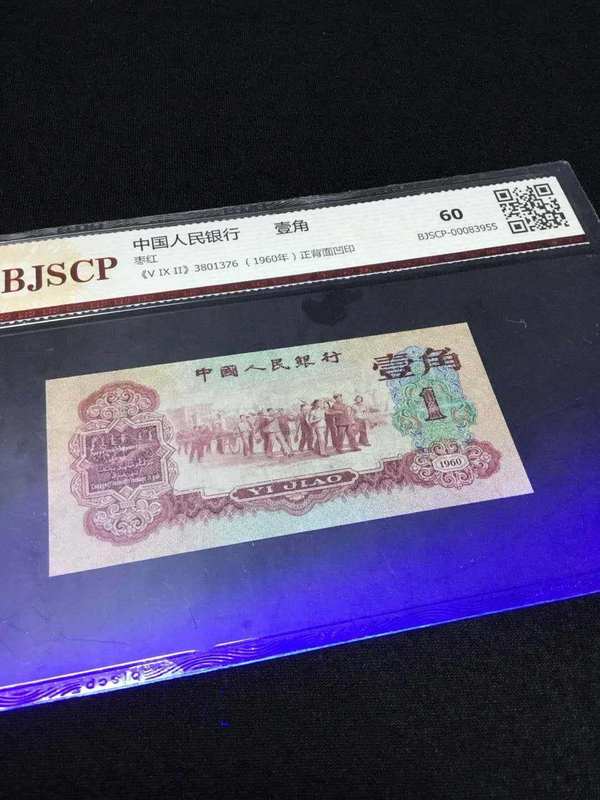 BJSCP
中国人民银行 壹角
枣红
《V IX II》3801376 (1960年) 正背面凹印
60
BJSCP-00083955
中國人民銀行
壹角
1
1960
YI JIAO